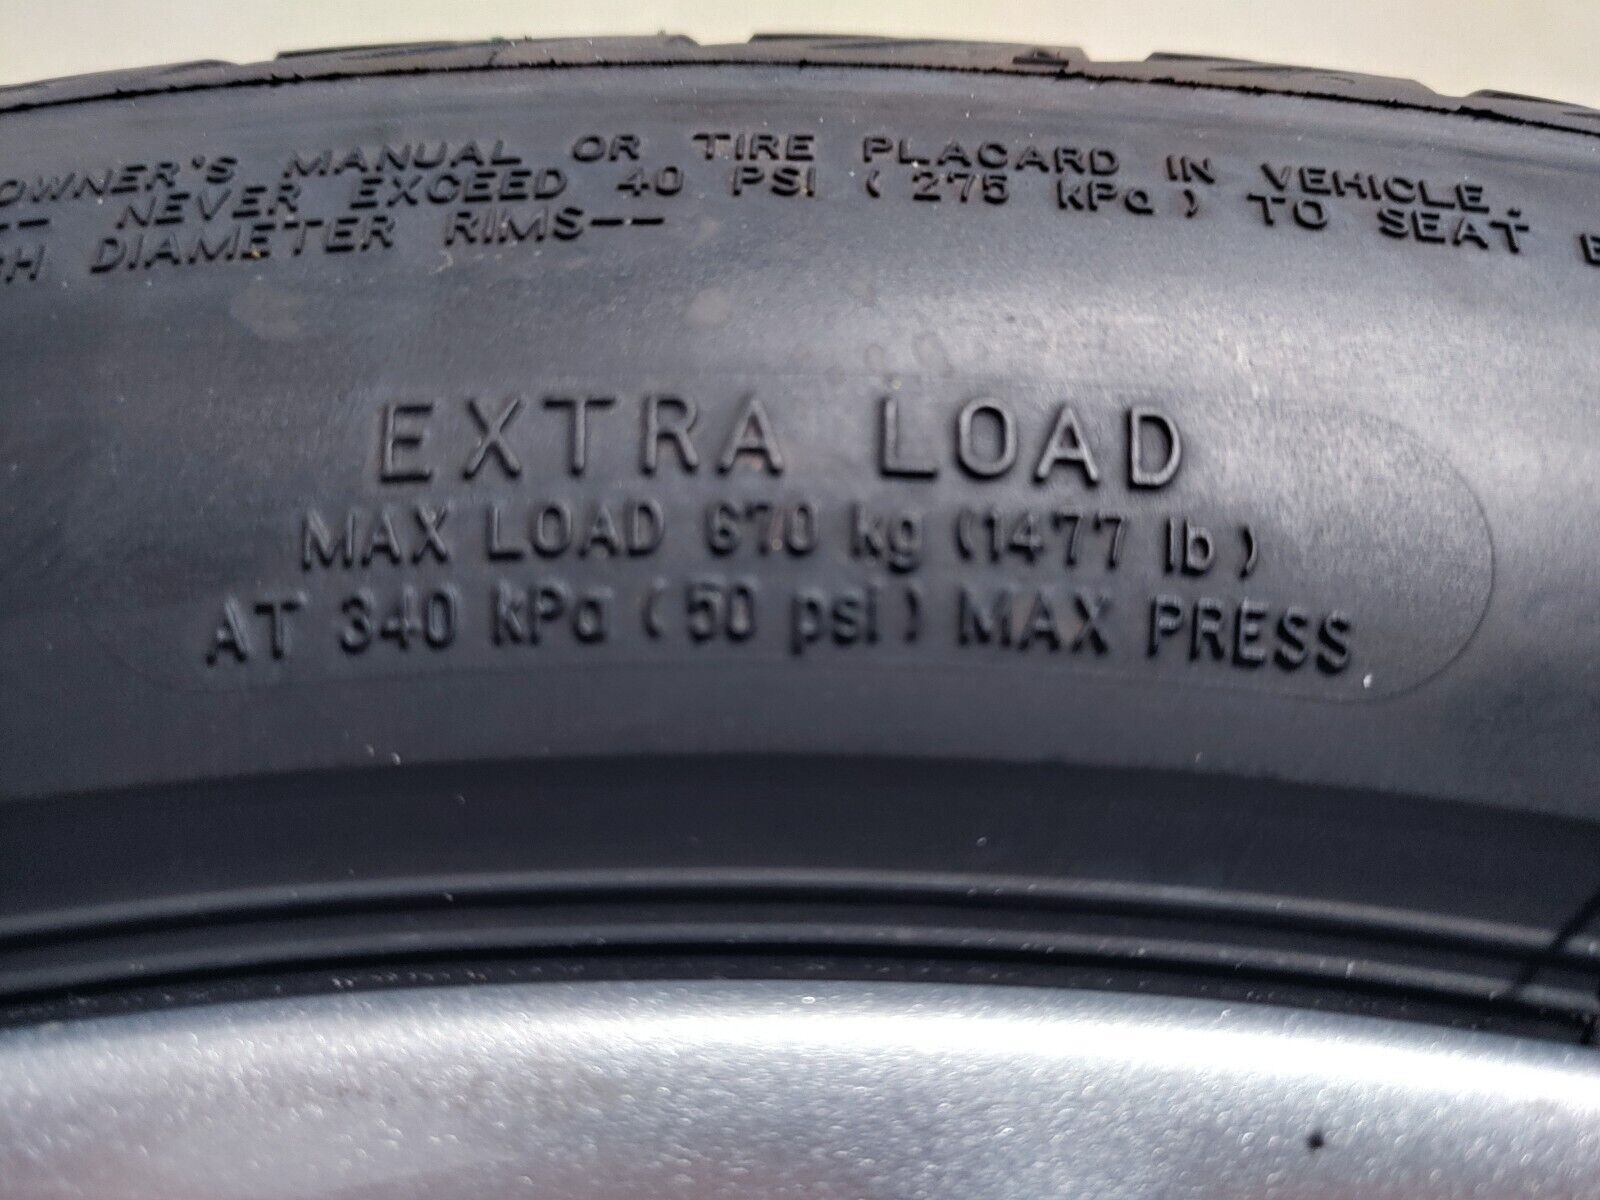 OWNER'S MANUAL OR TIRE PLACARD IN VEHICLE.
-- NEVER EXCEED 40 PSI (275 kPa) TO SEAT
DIAMETER RIMS--
EXTRA LOAD
MAX LOAD 670 kg (1477 lb)
AT 340 kPa (50 psi) MAX PRESS